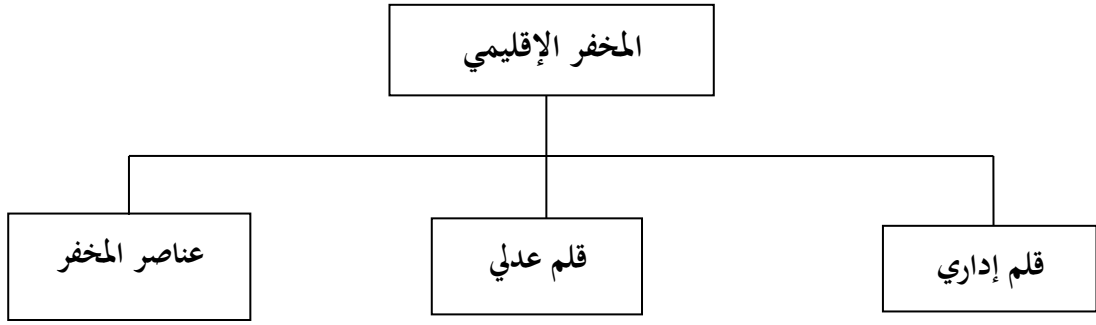 المخفر الإقليمي
قلم إداري
قلم عدلي
عناصر المخفر